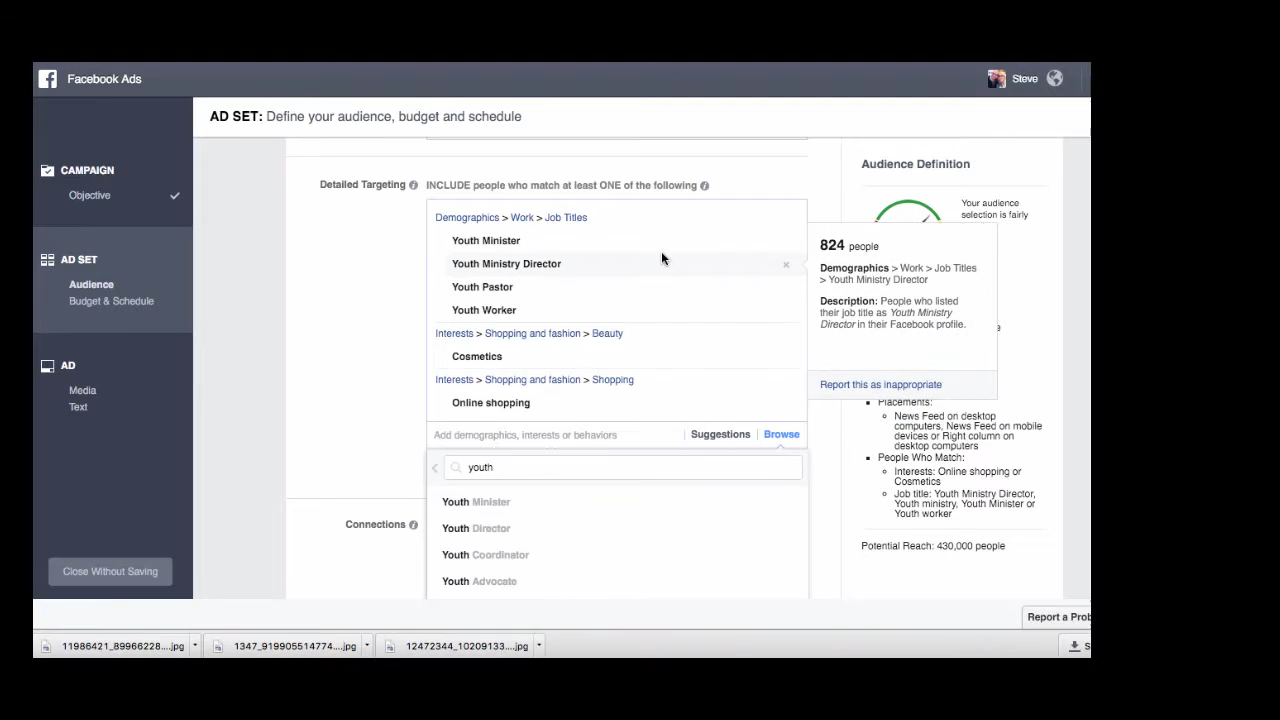 Facebook Ads
Steve
AD SET: Define your audience, budget and schedule
CAMPAIGN
Objective
AD SET
Audience
Budget & Schedule
AD
Media
Text
Close Without Saving
Detailed Targeting
INCLUDE people who match at least ONE of the following
Demographics > Work > Job Titles
Youth Minister
Youth Ministry Director
Youth Pastor
Youth Worker
Interests > Shopping and fashion > Beauty
Cosmetics
Interests > Shopping and fashion > Shopping
Online shopping
Add demographics, interests or behaviors
Suggestions
Browse
youth
Youth Minister
Youth Director
Youth Coordinator
Youth Advocate
Connections
Audience Definition
Your audience
selection is fairly
824 people
Demographics > Work > Job Titles
> Youth Ministry Director
Description: People who listed
their job title as Youth Ministry
Director in their Facebook profile.
Report this as inappropriate
Placements:
News Feed on desktop
computers, News Feed on mobile
devices or Right column on
desktop computers
People Who Match:
Interests: Online shopping or
Cosmetics
Job title: Youth Ministry Director,
Youth ministry, Youth Minister or
Youth worker
Potential Reach: 430,000 people
Report a Prob
11986421_89966228....jpg
1347_919905514774....jpg
12472344_10209133....jpg